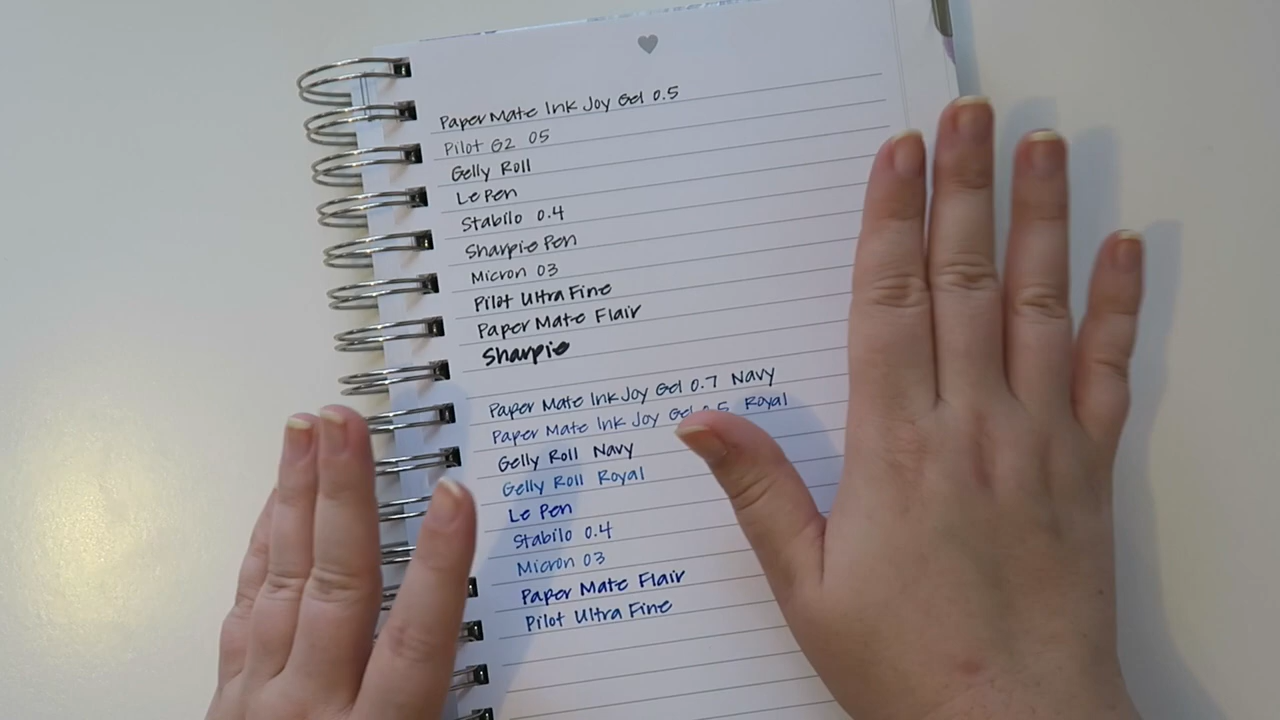 Paper Mate Ink Joy Gel 0.5
Pilot G2 05
Gelly Roll
Le Pen
Stabilo 0.4
Sharpie Pen
Micron 03
Pilot Ultra Fine
Paper Mate Flair
Sharpie
Paper Mate Ink Joy Gel 0.7 Navy
Paper Mate Ink Joy Gel 0.5 Royal
Gelly Roll Navy
Gelly Roll Royal
Le Pen
Stabilo 0.4
Micron 03
Paper Mate Flair
Pilot Ultra Fine